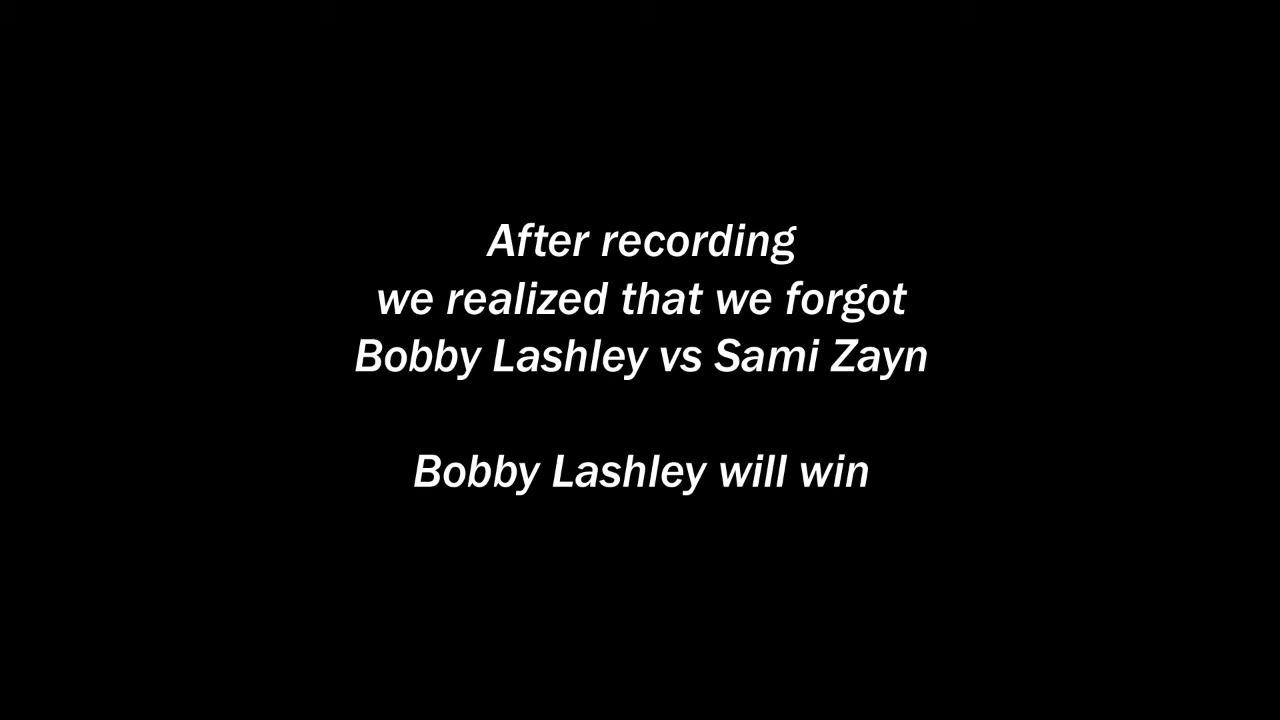 After recording
we realized that we forgot
Bobby Lashley vs Sami Zayn
Bobby Lashley will win